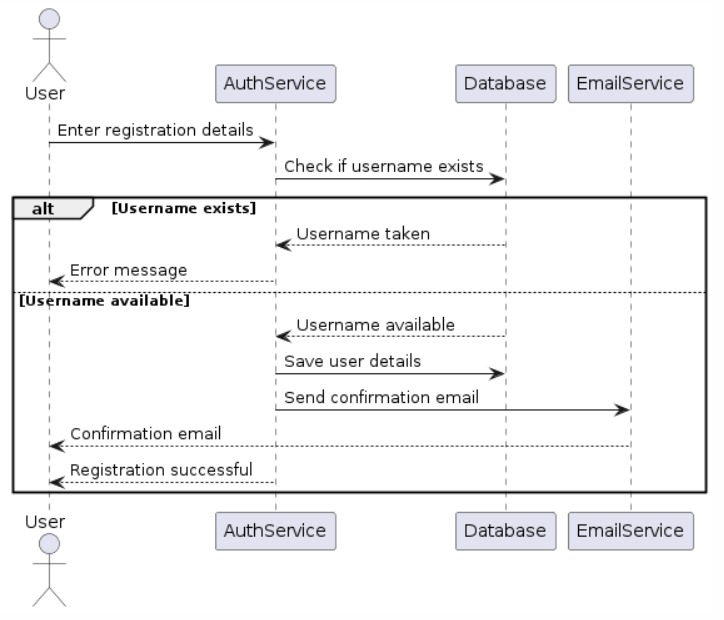 User
AuthService
Database
EmailService
Enter registration details
Check if username exists
alt
[Username exists]
Username taken
Error message
[Username available]
Username available
Save user details
Send confirmation email
Confirmation email
Registration successful
User
AuthService
Database
EmailService